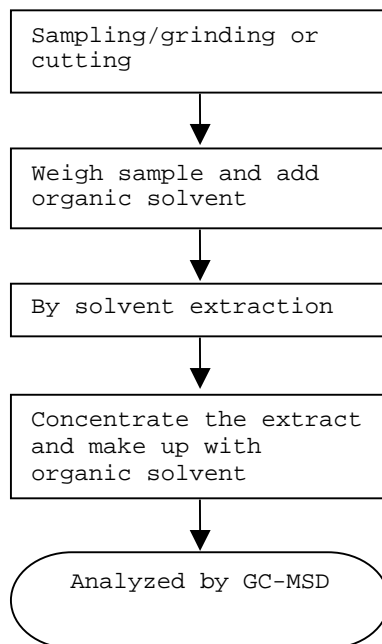 Sampling/grinding or
cutting
Weigh sample and add
organic solvent
By solvent extraction
Concentrate the extract
and make up with
organic solvent
Analyzed by GC-MSD